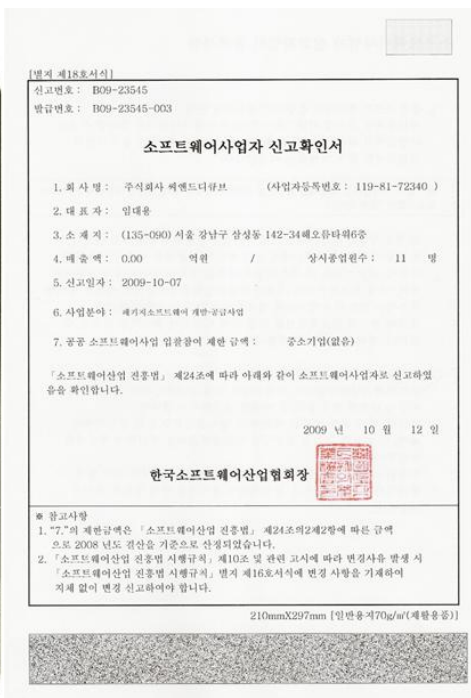 [별지 제18호서식]
신고번호 : B09-23545
발급번호 : B09-23545-003
소프트웨어사업자 신고확인서
1. 회 사 명 : 주식회사 씨앤드디큐브 (사업자등록번호 : 119-81-72340 )
2. 대 표 자 : 임대용
3. 소 재 지 : (135-090) 서울 강남구 삼성동 142-34해오름타워6층
4. 매 출 액 : 0.00 억원 / 상시종업원수 : 11 명
5. 신고일자 : 2009-10-07
6. 사업분야 : 패키지소프트웨어 개발·공급사업
7. 공공 소프트웨어사업 입찰참여 제한 금액 : 중소기업(없음)
「소프트웨어산업 진흥법」 제24조에 따라 아래와 같이 소프트웨어사업자로 신고하였
음을 확인합니다.
2009 년 10 월 12 일
한국소프트웨어산업협회장
※ 참고사항
1. "7."의 제한금액은 「소프트웨어산업 진흥법」 제24조의2제2항에 따른 금액
으로 2008 년도 결산을 기준으로 산정되었습니다.
2. 「소프트웨어산업 진흥법 시행규칙」 제10조 및 관련 고시에 따라 변경사유 발생 시
「소프트웨어산업 진흥법 시행규칙」 별지 제16호서식에 변경 사항을 기재하여
지체 없이 변경 신고하여야 합니다.
210mmX297mm [일반용지70g/㎡(재활용품)]